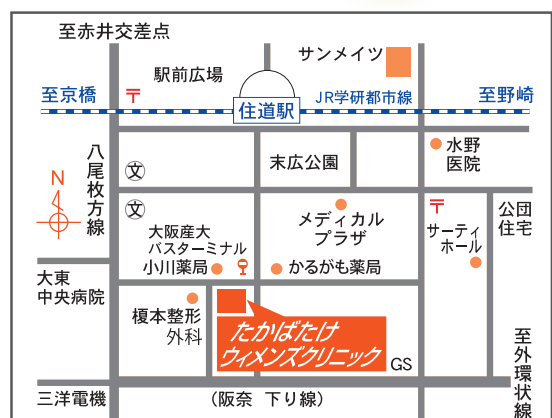 至赤井交差点
サンメイツ
駅前広場
至京橋
〒
住道駅
JR学研都市線
至野崎
八尾枚方線
文
末広公園
水野
医院
N
文
大阪産大
バスターミナル
小川薬局
メディカル
プラザ
かるがも薬局
〒
サーティ
ホール
公団
住宅
大東
中央病院
榎本整形
外科
たかばたけ
ウィメンズクリニック
GS
至外環状線
三洋電機
(阪奈 下り線)